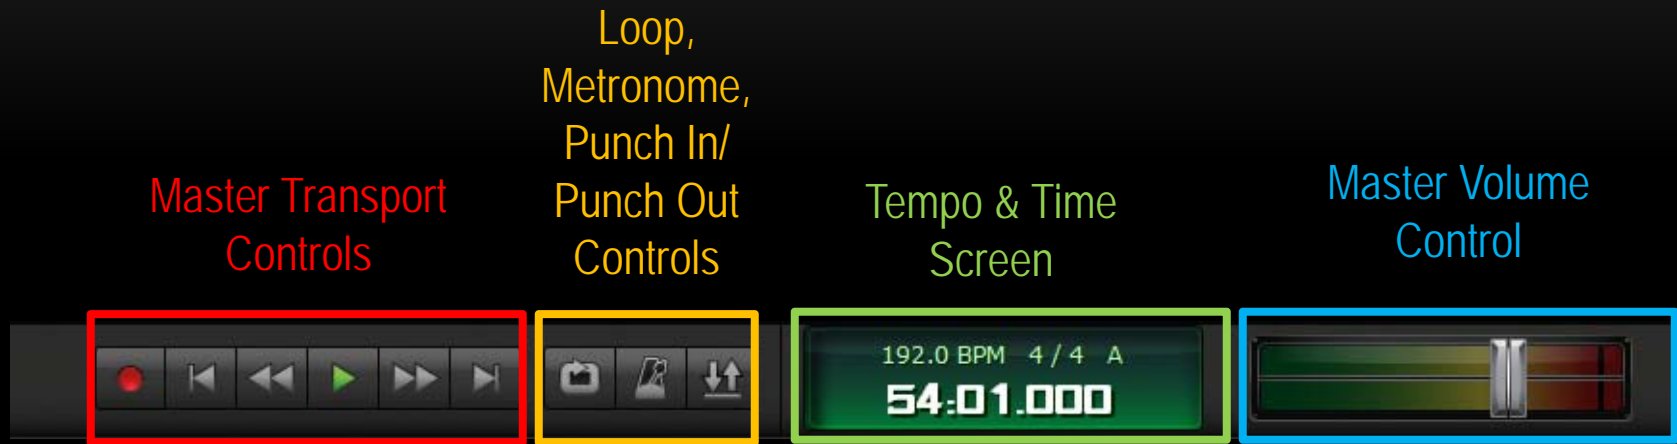 Master Transport
Controls
Loop,
Metronome,
Punch In/
Punch Out
Controls
Tempo & Time
Screen
Master Volume
Control
192.0 BPM 4/4 A
54:01.000